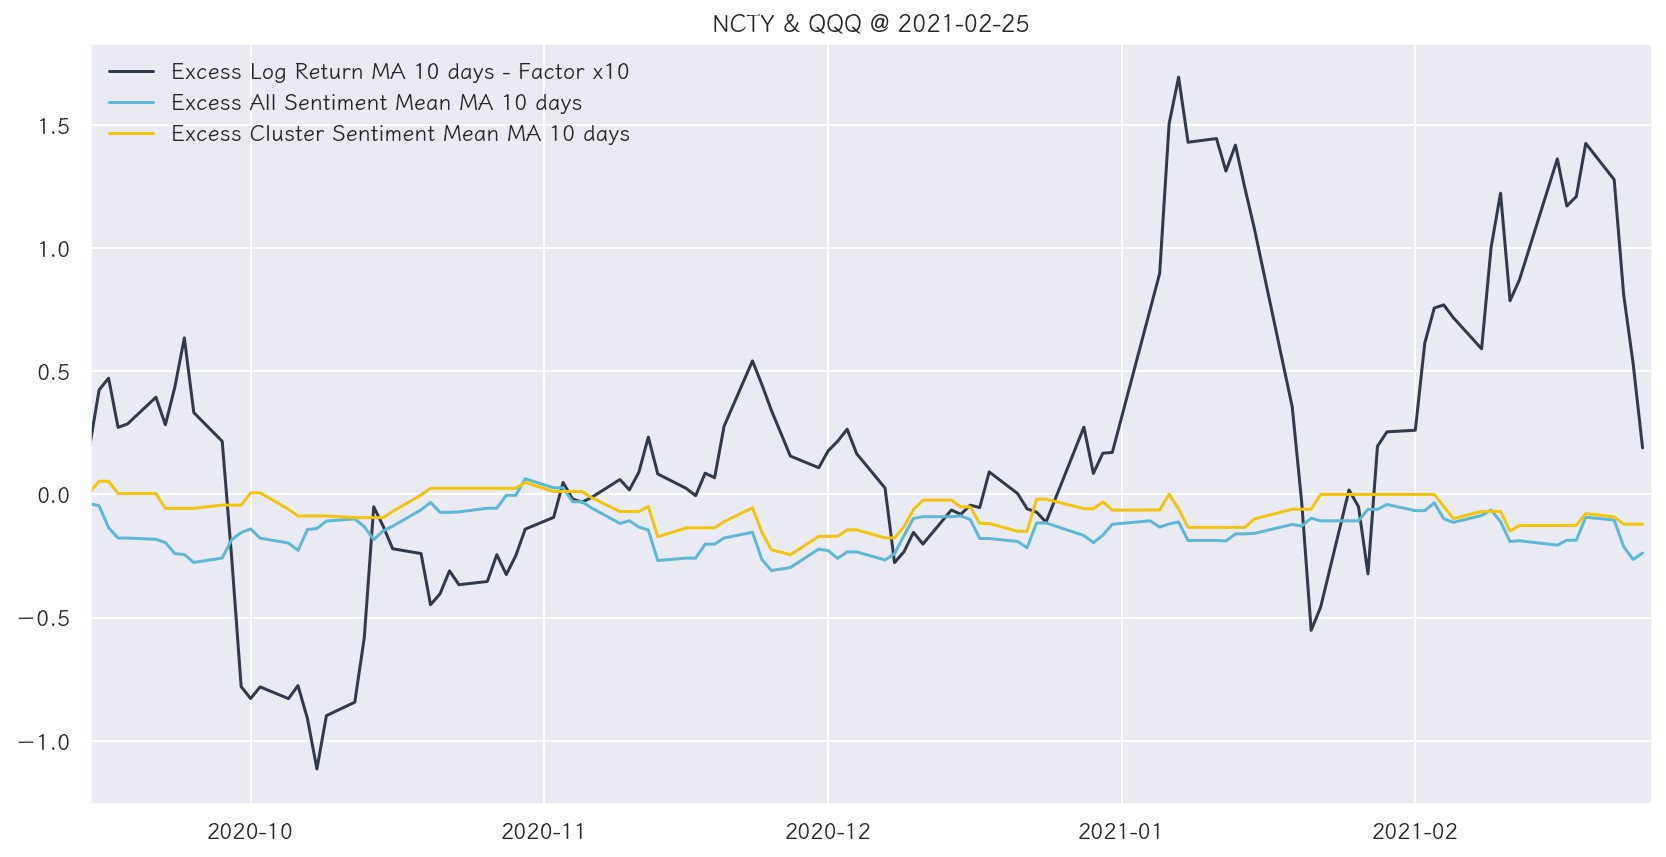 NCTY & QQQ @ 2021-02-25
Excess Log Return MA 10 days - Factor x10
Excess All Sentiment Mean MA 10 days
Excess Cluster Sentiment Mean MA 10 days
1.5
1.0
0.5
0.0
−0.5
−1.0
2020-10 2020-11 2020-12 2021-01 2021-02